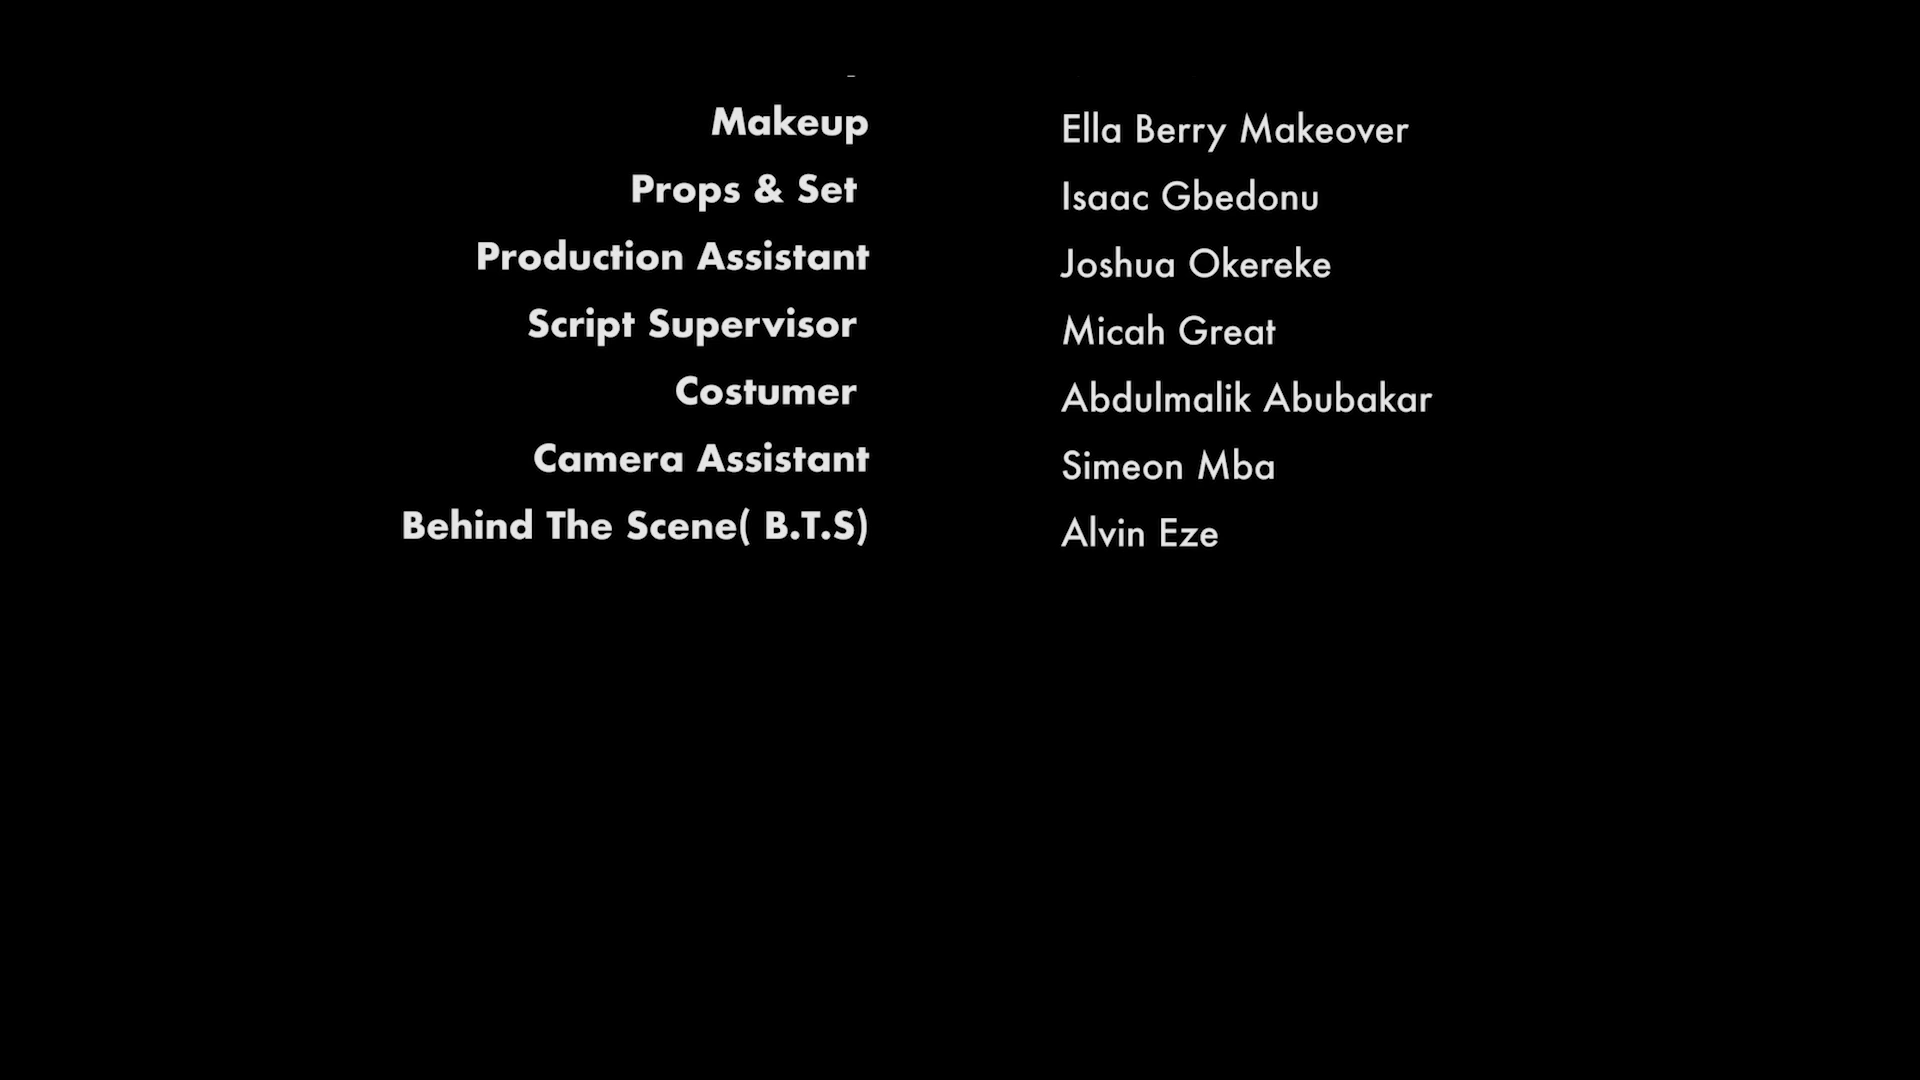 Makeup Ella Berry Makeover
Props & Set Isaac Gbedonu
Production Assistant Joshua Okereke
Script Supervisor Micah Great
Costumer Abdulmalik Abubakar
Camera Assistant Simeon Mba
Behind The Scene( B.T.S) Alvin Eze